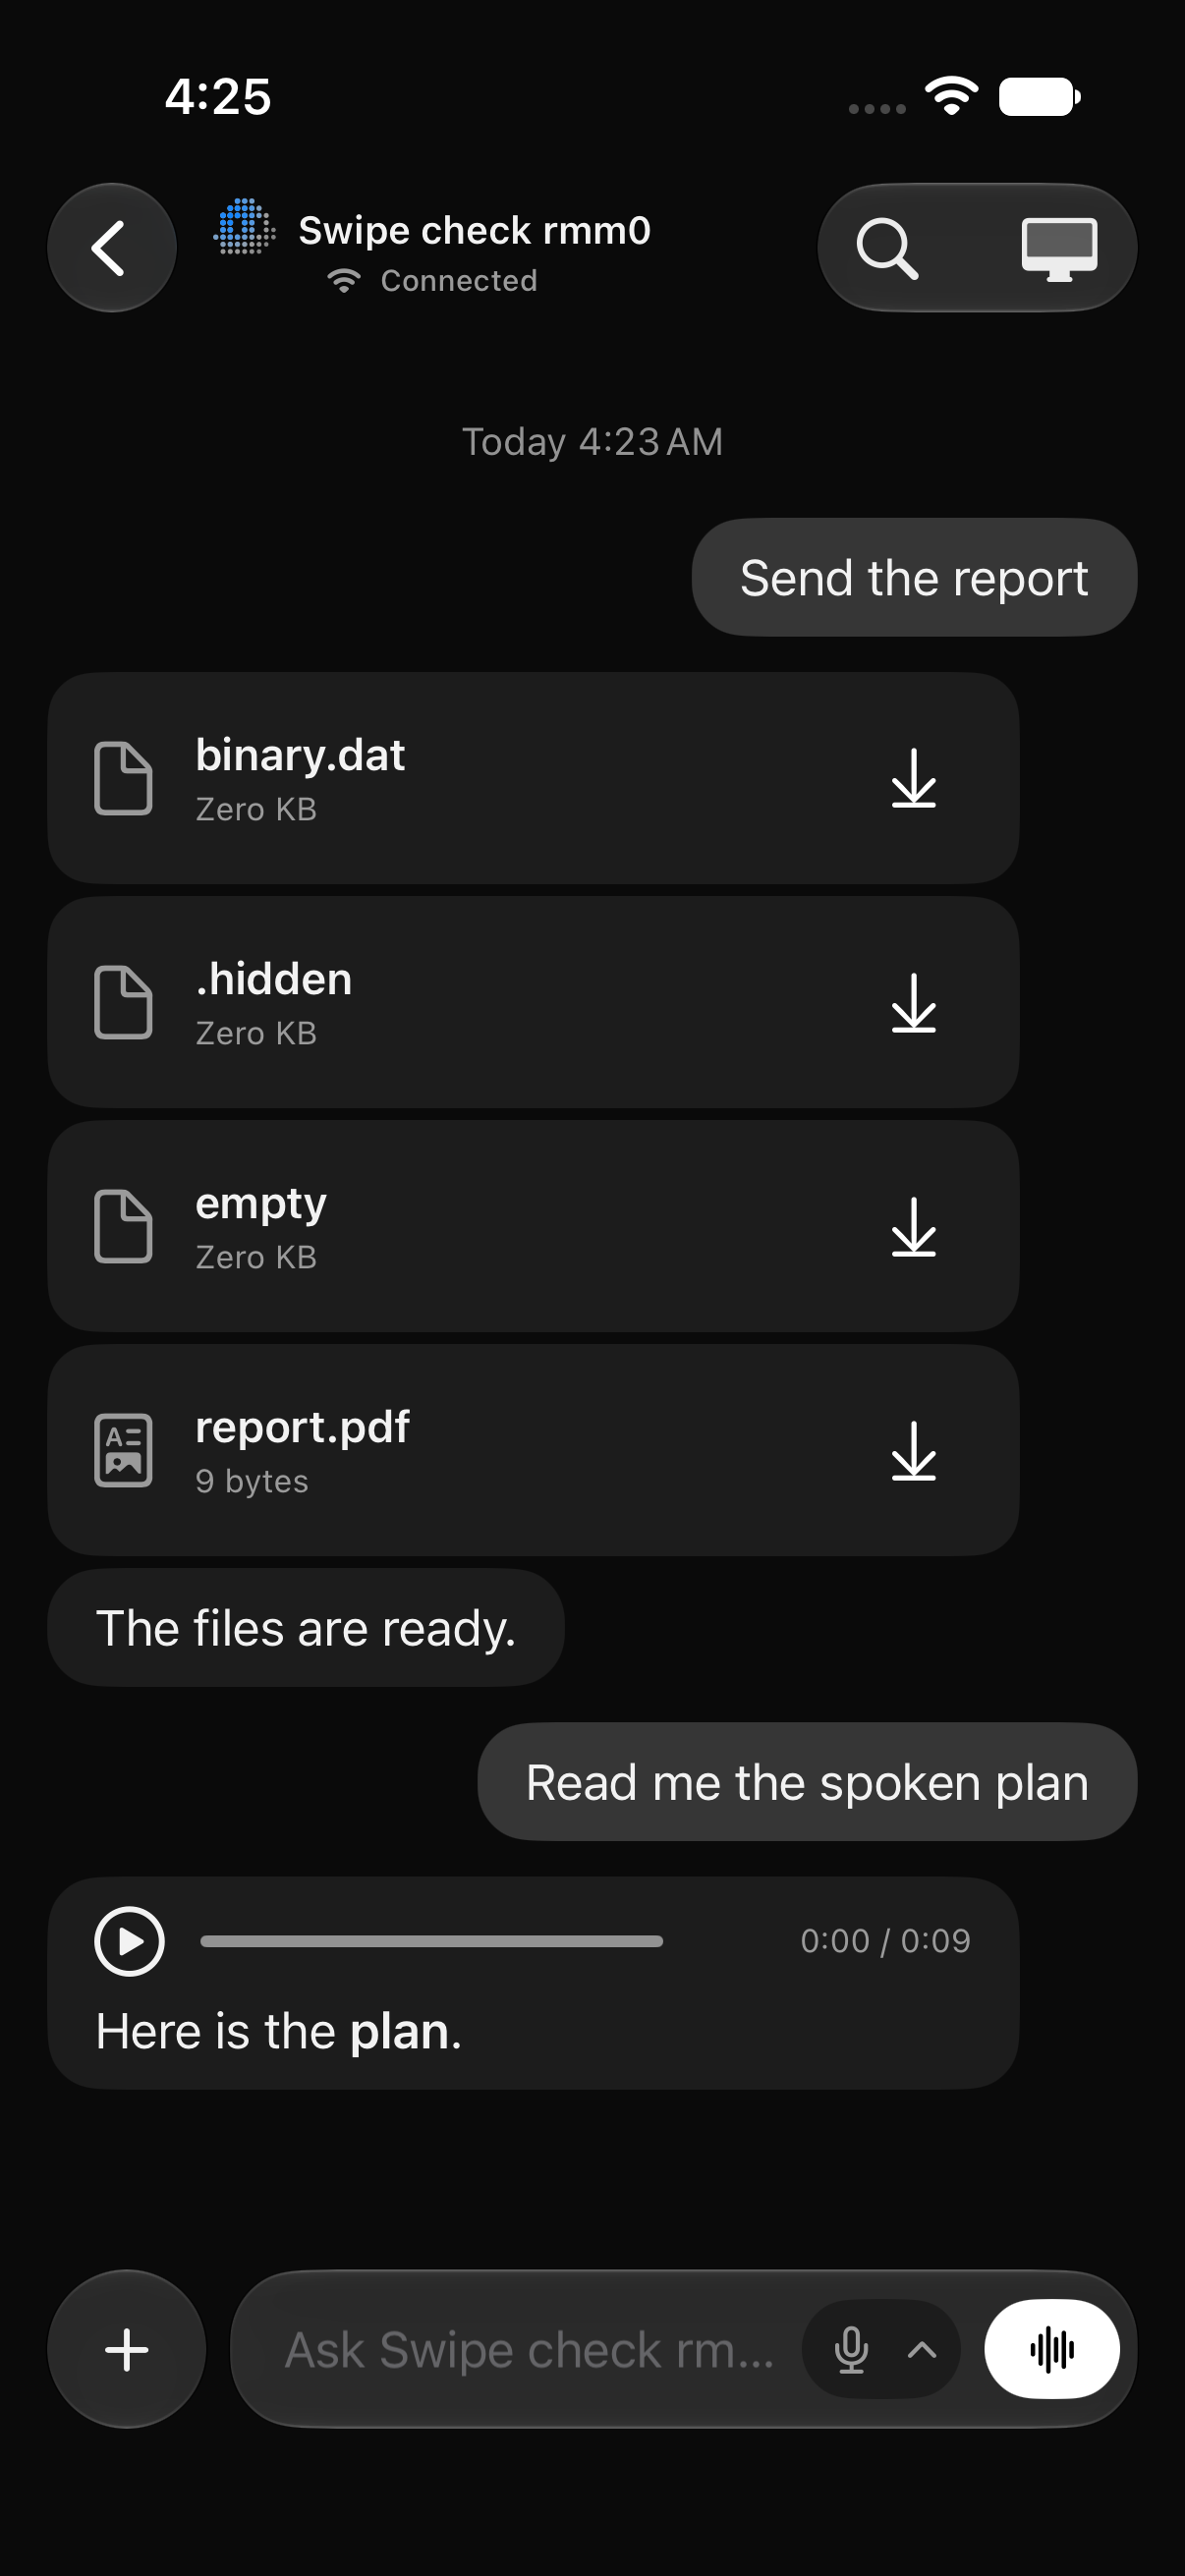 4:25
Swipe check rmm0
Connected
Today 4:23 AM
Send the report
binary.dat
Zero KB
.hidden
Zero KB
empty
Zero KB
report.pdf
9 bytes
The files are ready.
Read me the spoken plan
0:00 / 0:09
Here is the plan.
Ask Swipe check rm...